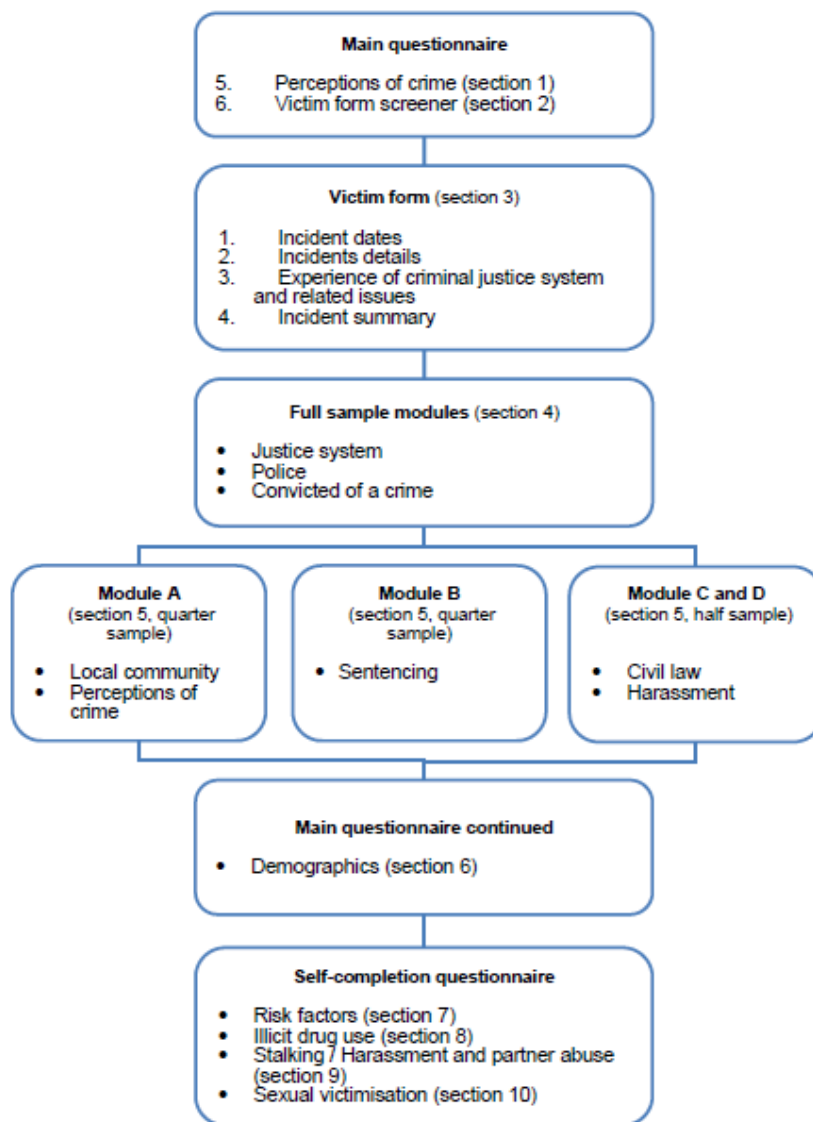 Main questionnaire
5. Perceptions of crime (section 1)
6. Victim form screener (section 2)
Victim form (section 3)
1. Incident dates
2. Incidents details
3. Experience of criminal justice system
and related issues
4. Incident summary
Full sample modules (section 4)
• Justice system
• Police
• Convicted of a crime
Module A
(section 5, quarter
sample)
• Local community
• Perceptions of
crime
Module B
(section 5, quarter
sample)
• Sentencing
Module C and D
(section 5, half sample)
• Civil law
• Harassment
Main questionnaire continued
• Demographics (section 6)
Self-completion questionnaire
• Risk factors (section 7)
• Illicit drug use (section 8)
• Stalking / Harassment and partner abuse
(section 9)
• Sexual victimisation (section 10)